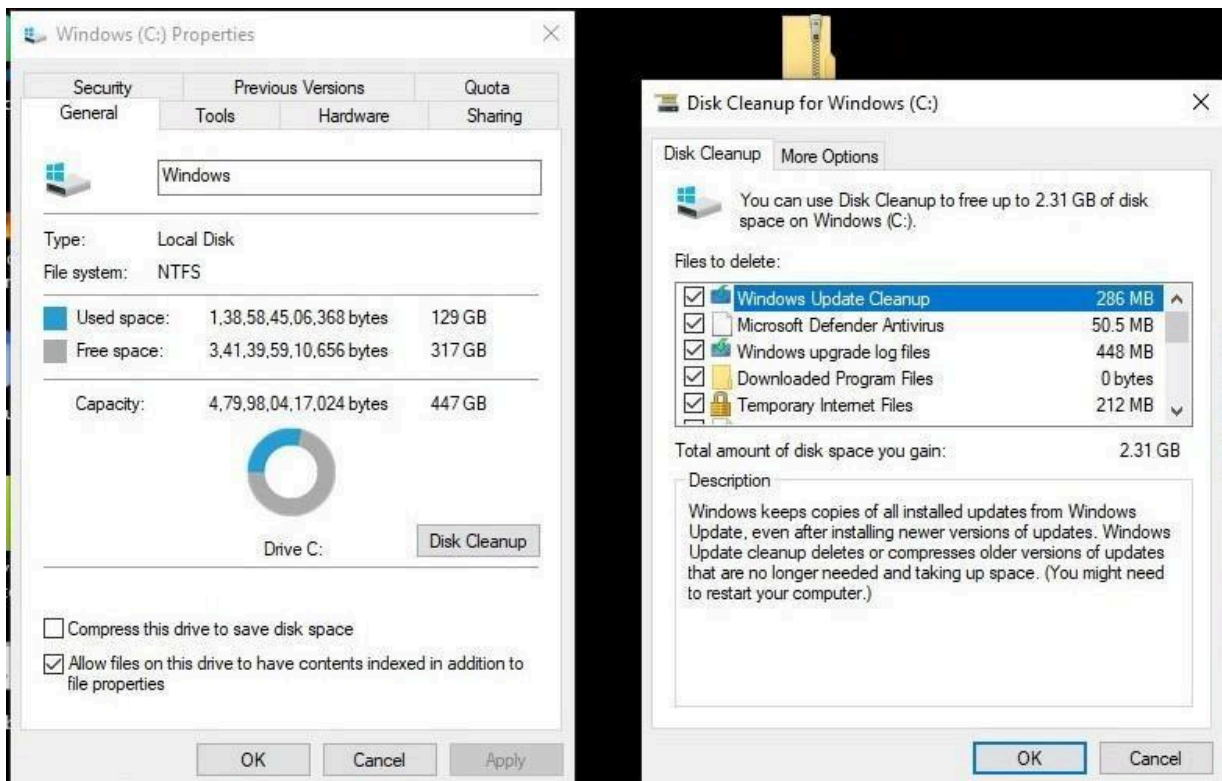 Windows (C:) Properties
Security Previous Versions Quota
General Tools Hardware Sharing
Windows
Type: Local Disk
File system: NTFS
Used space: 1,38,58,45,06,368 bytes 129 GB
Free space: 3,41,39,59,10,656 bytes 317 GB
Capacity: 4,79,98,04,17,024 bytes 447 GB
Drive C:
Disk Cleanup
Compress this drive to save disk space
Allow files on this drive to have contents indexed in addition to
file properties
OK Cancel Apply
Disk Cleanup for Windows (C:)
Disk Cleanup More Options
You can use Disk Cleanup to free up to 2.31 GB of disk
space on Windows (C:).
Files to delete:
Windows Update Cleanup 286 MB
Microsoft Defender Antivirus 50.5 MB
Windows upgrade log files 448 MB
Downloaded Program Files 0 bytes
Temporary Internet Files 212 MB
Total amount of disk space you gain: 2.31 GB
Description
Windows keeps copies of all installed updates from Windows
Update, even after installing newer versions of updates. Windows
Update cleanup deletes or compresses older versions of updates
that are no longer needed and taking up space. (You might need
to restart your computer.)
OK Cancel